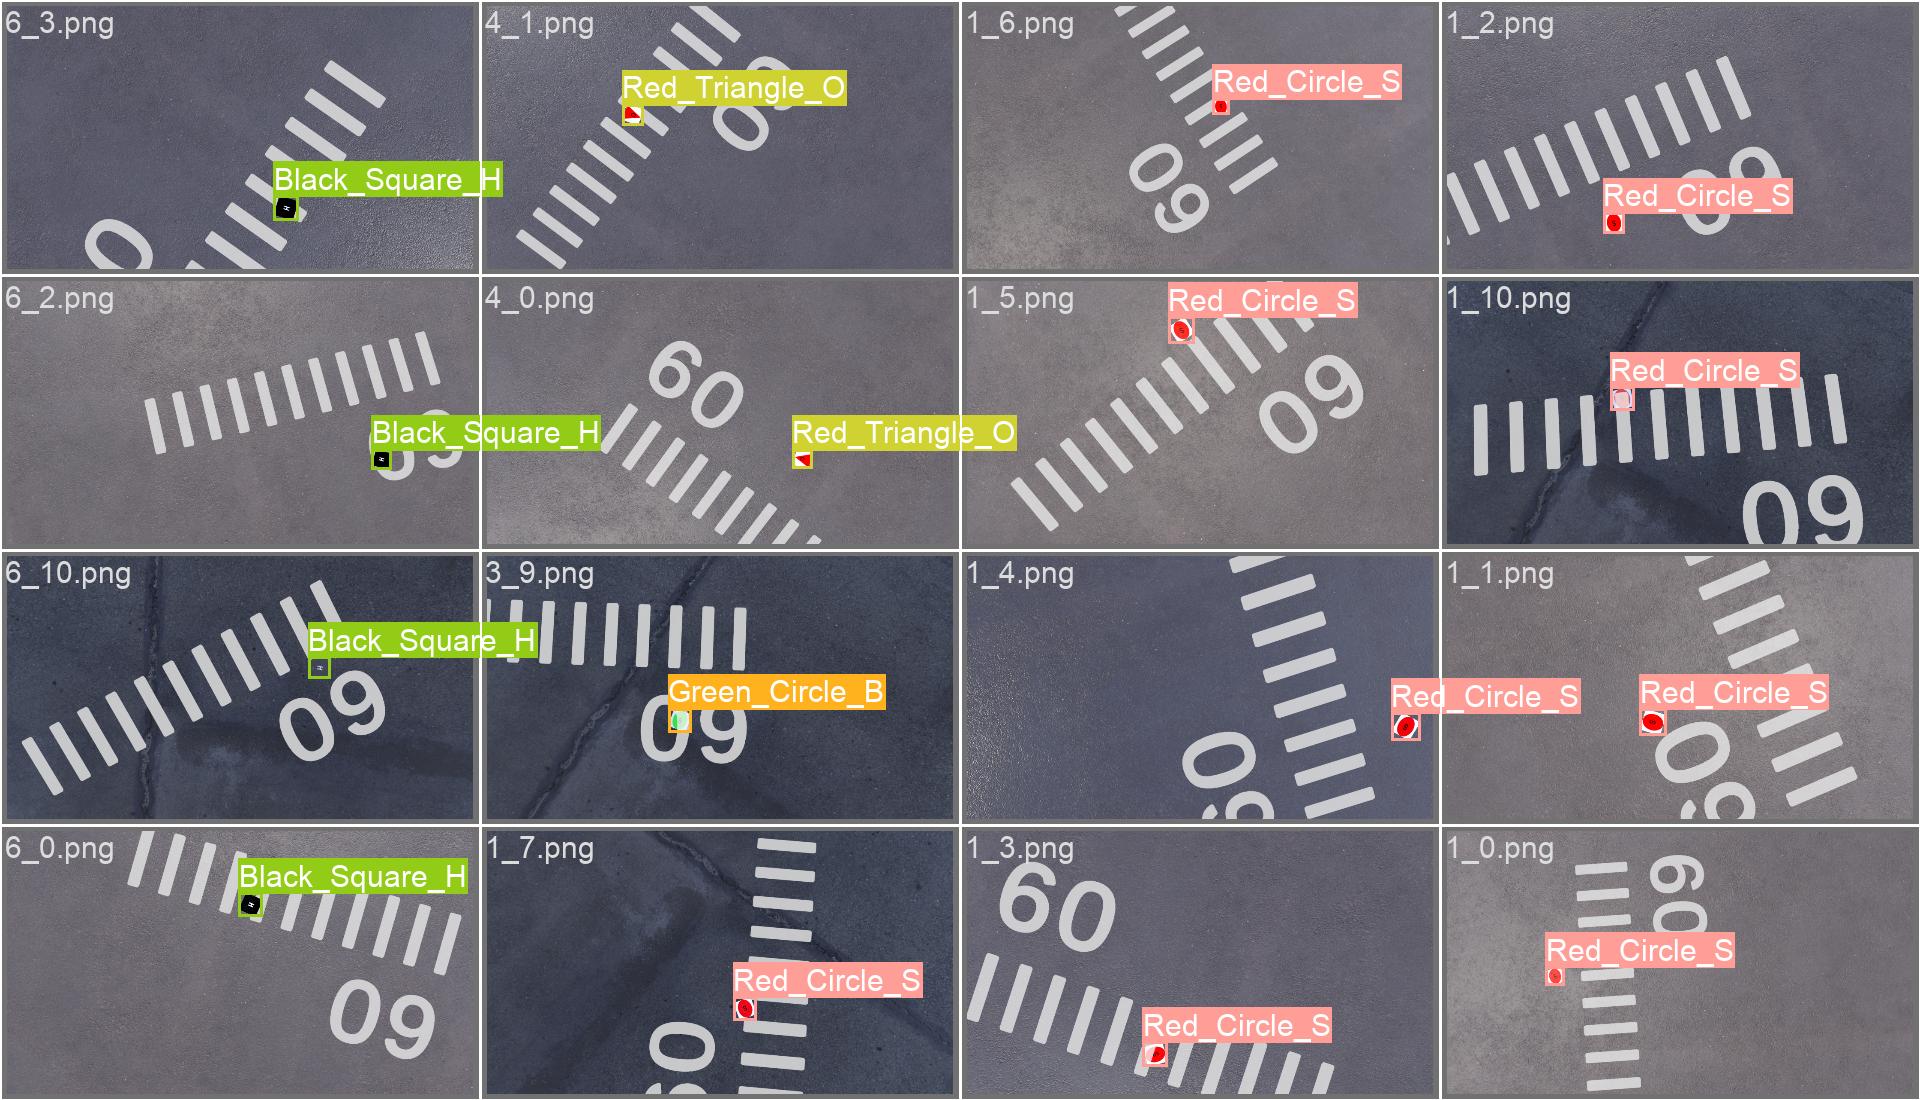 6_3.png
Black_Square_H
0
4_1.png
Red_Triangle_O
09
1_6.png
Red_Circle_S
09
1_2.png
Red_Circle_S
09
6_2.png
Black_Square_H
09
4_0.png
60
Red_Triangle_O
1_5.png
Red_Circle_S
09
1_10.png
Red_Circle_S
09
6_10.png
Black_Square_H
09
3_9.png
Green_Circle_B
09
1_4.png
Red_Circle_S
09
1_1.png
Red_Circle_S
09
6_0.png
Black_Square_H
09
1_7.png
Red_Circle_S
60
1_3.png
60
Red_Circle_S
1_0.png
60
Red_Circle_S